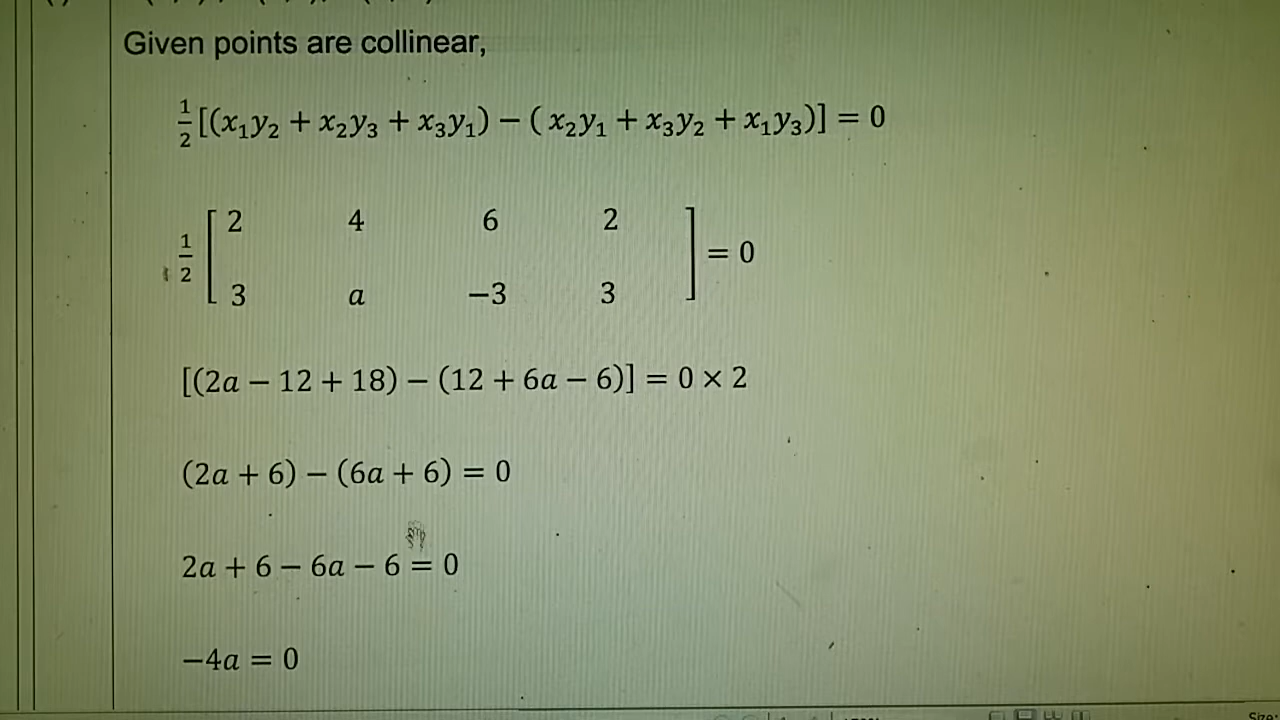 Given points are collinear,
½[(x₁y₂ + x₂y₃ + x₃y₁) − ( x₂y₁ + x₃y₂ + x₁y₃)] = 0
½ [ 2 4 6 2
3 a −3 3 ] = 0
[(2a − 12 + 18) − (12 + 6a − 6)] = 0 × 2
(2a + 6) − (6a + 6) = 0
2a + 6 − 6a − 6 = 0
−4a = 0
Size: